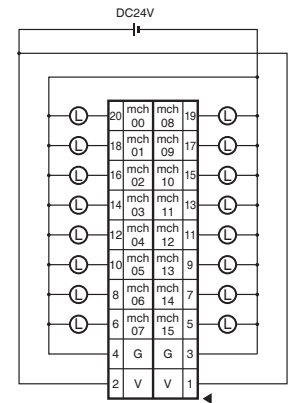 DC24V
L 20 mch 00 mch 08 19 L
L 18 mch 01 mch 09 17 L
L 16 mch 02 mch 10 15 L
L 14 mch 03 mch 11 13 L
L 12 mch 04 mch 12 11 L
L 10 mch 05 mch 13 9 L
L 8 mch 06 mch 14 7 L
L 6 mch 07 mch 15 5 L
4 G G 3
2 V V 1